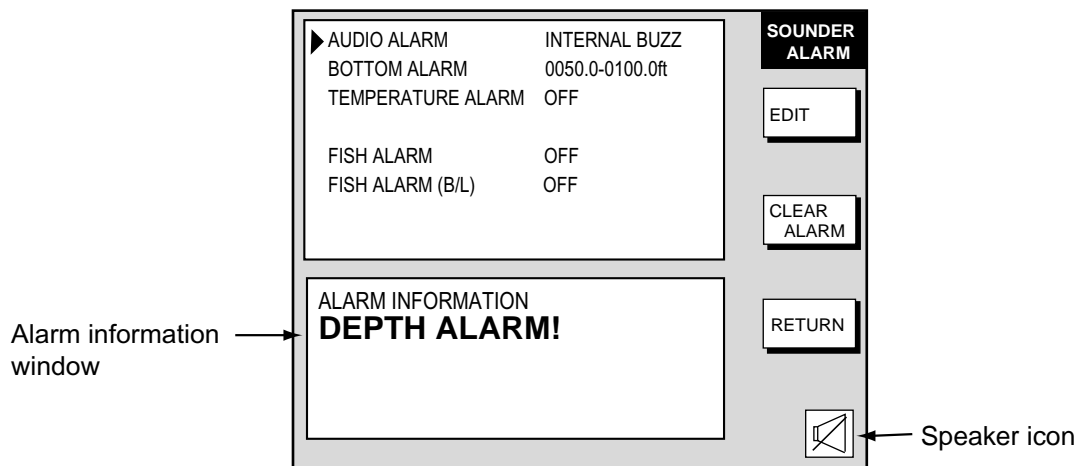 AUDIO ALARM INTERNAL BUZZ
BOTTOM ALARM 0050.0-0100.0ft
TEMPERATURE ALARM OFF
FISH ALARM OFF
FISH ALARM (B/L) OFF
SOUNDER
ALARM
EDIT
CLEAR
ALARM
RETURN
ALARM INFORMATION
DEPTH ALARM!
Alarm information
window
Speaker icon